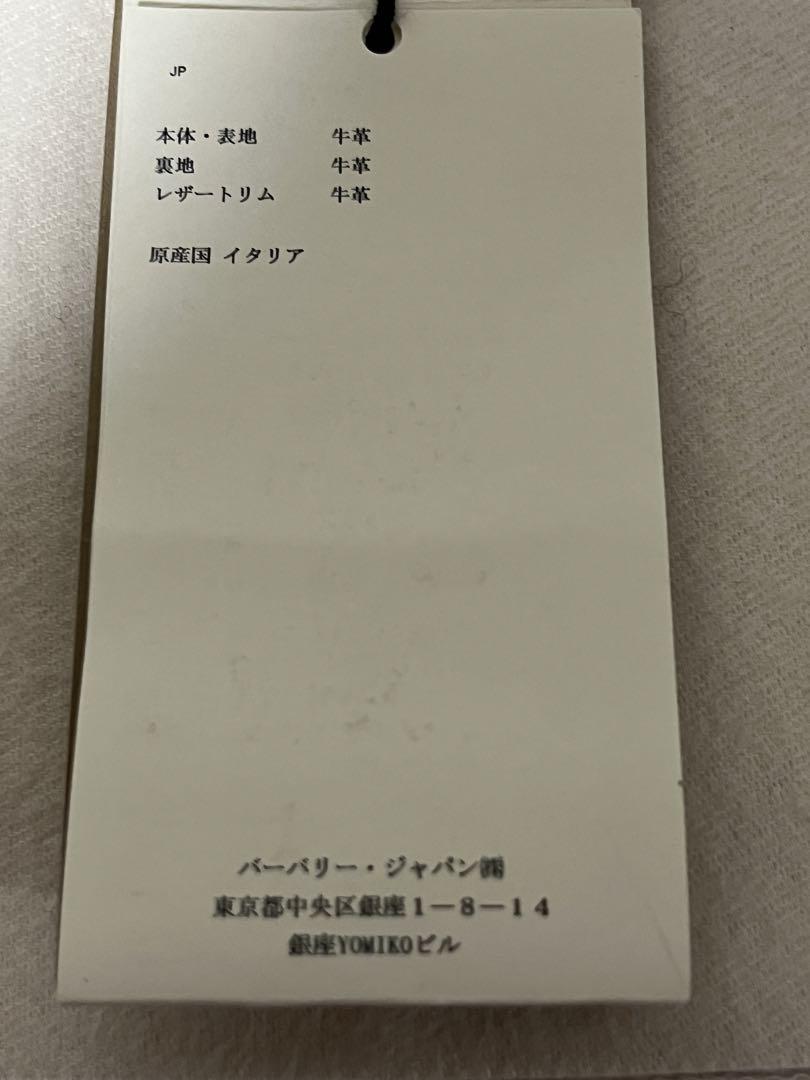 JP
本体・表地 牛革
裏地 牛革
レザートリム 牛革
原産国 イタリア
バーバリー・ジャパン㈱
東京都中央区銀座１－８－１４
銀座YOMIKOビル